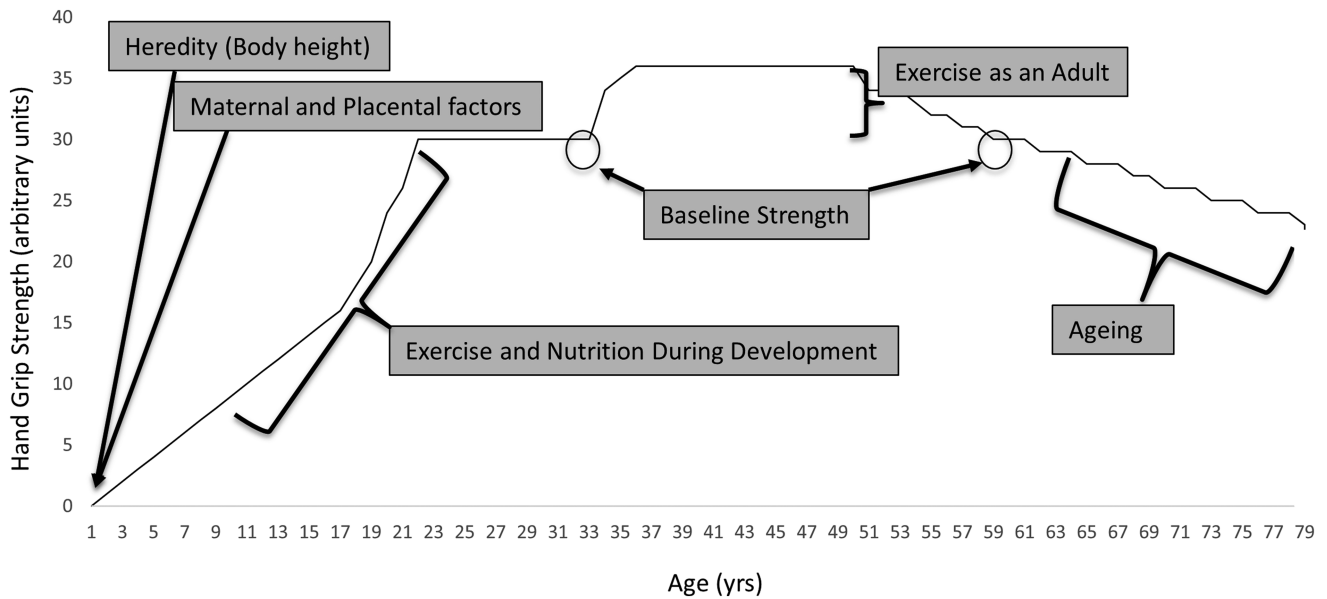 40
35
30
25
20
15
10
5
0
Hand Grip Strength (arbitrary units)
Heredity (Body height)
Maternal and Placental factors
Exercise as an Adult
Baseline Strength
Exercise and Nutrition During Development
Ageing
1 3 5 7 9 11 13 15 17 19 21 23 25 27 29 31 33 35 37 39 41 43 45 47 49 51 53 55 57 59 61 63 65 67 69 71 73 75 77 79
Age (yrs)